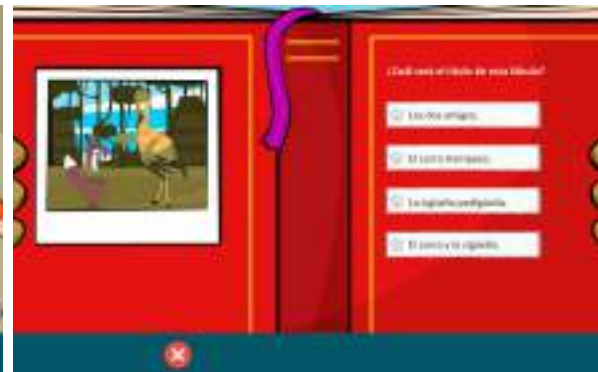 ¿Cuál será el título de esta fábula?
Los dos amigos.
El zorro tramposo.
La cigüeña pedigüeña.
El zorro y la cigüeña.